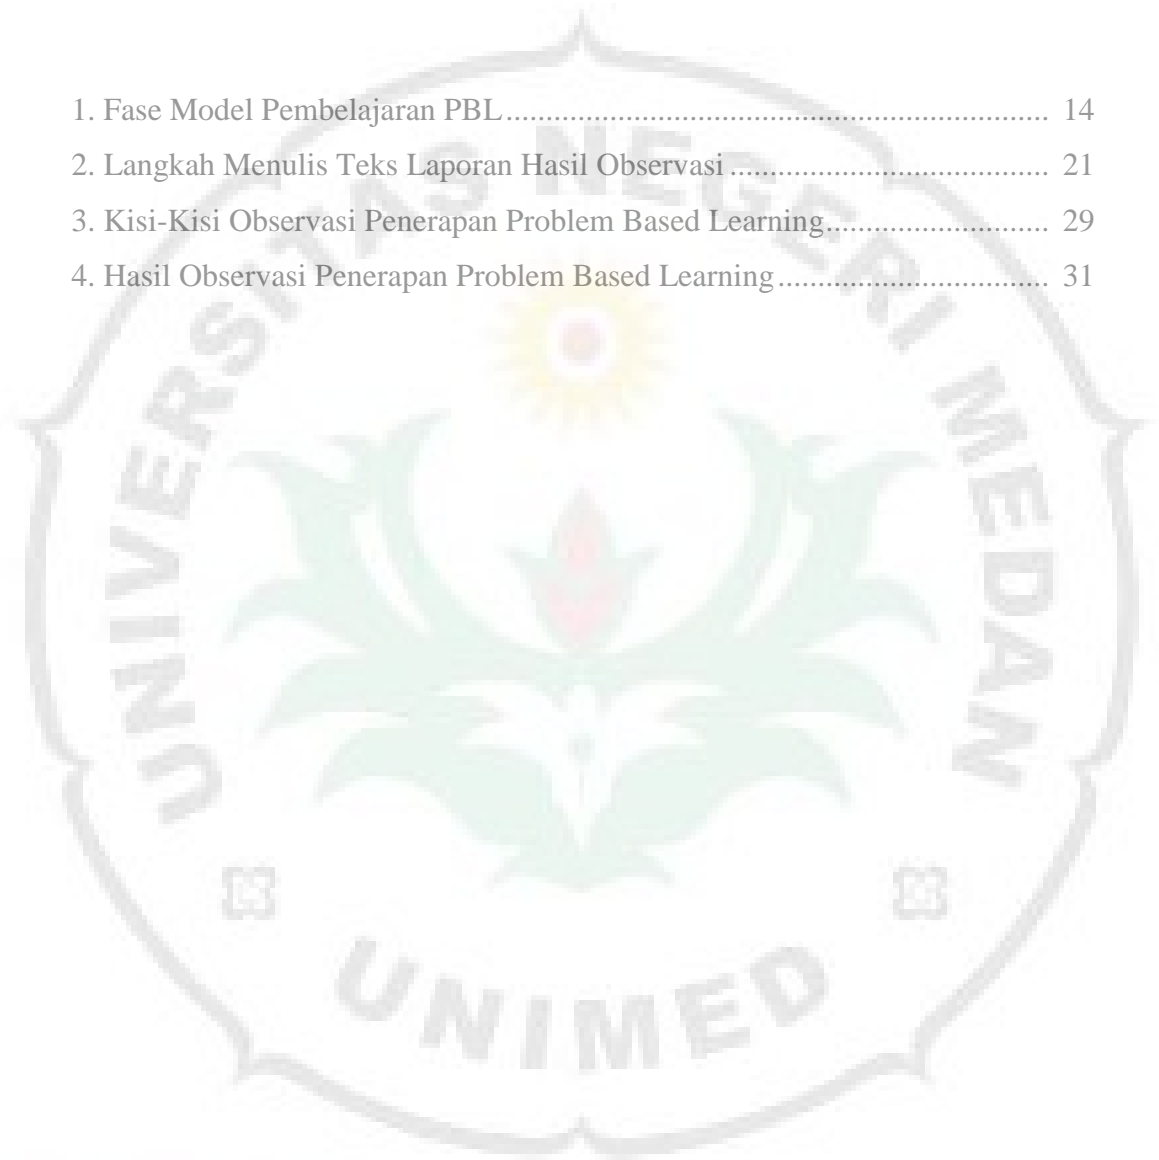 1. Fase Model Pembelajaran PBL.................................................................... 14
2. Langkah Menulis Teks Laporan Hasil Observasi ........................................ 21
3. Kisi-Kisi Observasi Penerapan Problem Based Learning............................ 29
4. Hasil Observasi Penerapan Problem Based Learning.................................. 31
UNIVERSITAS NEGERI MEDAN
UNIMED